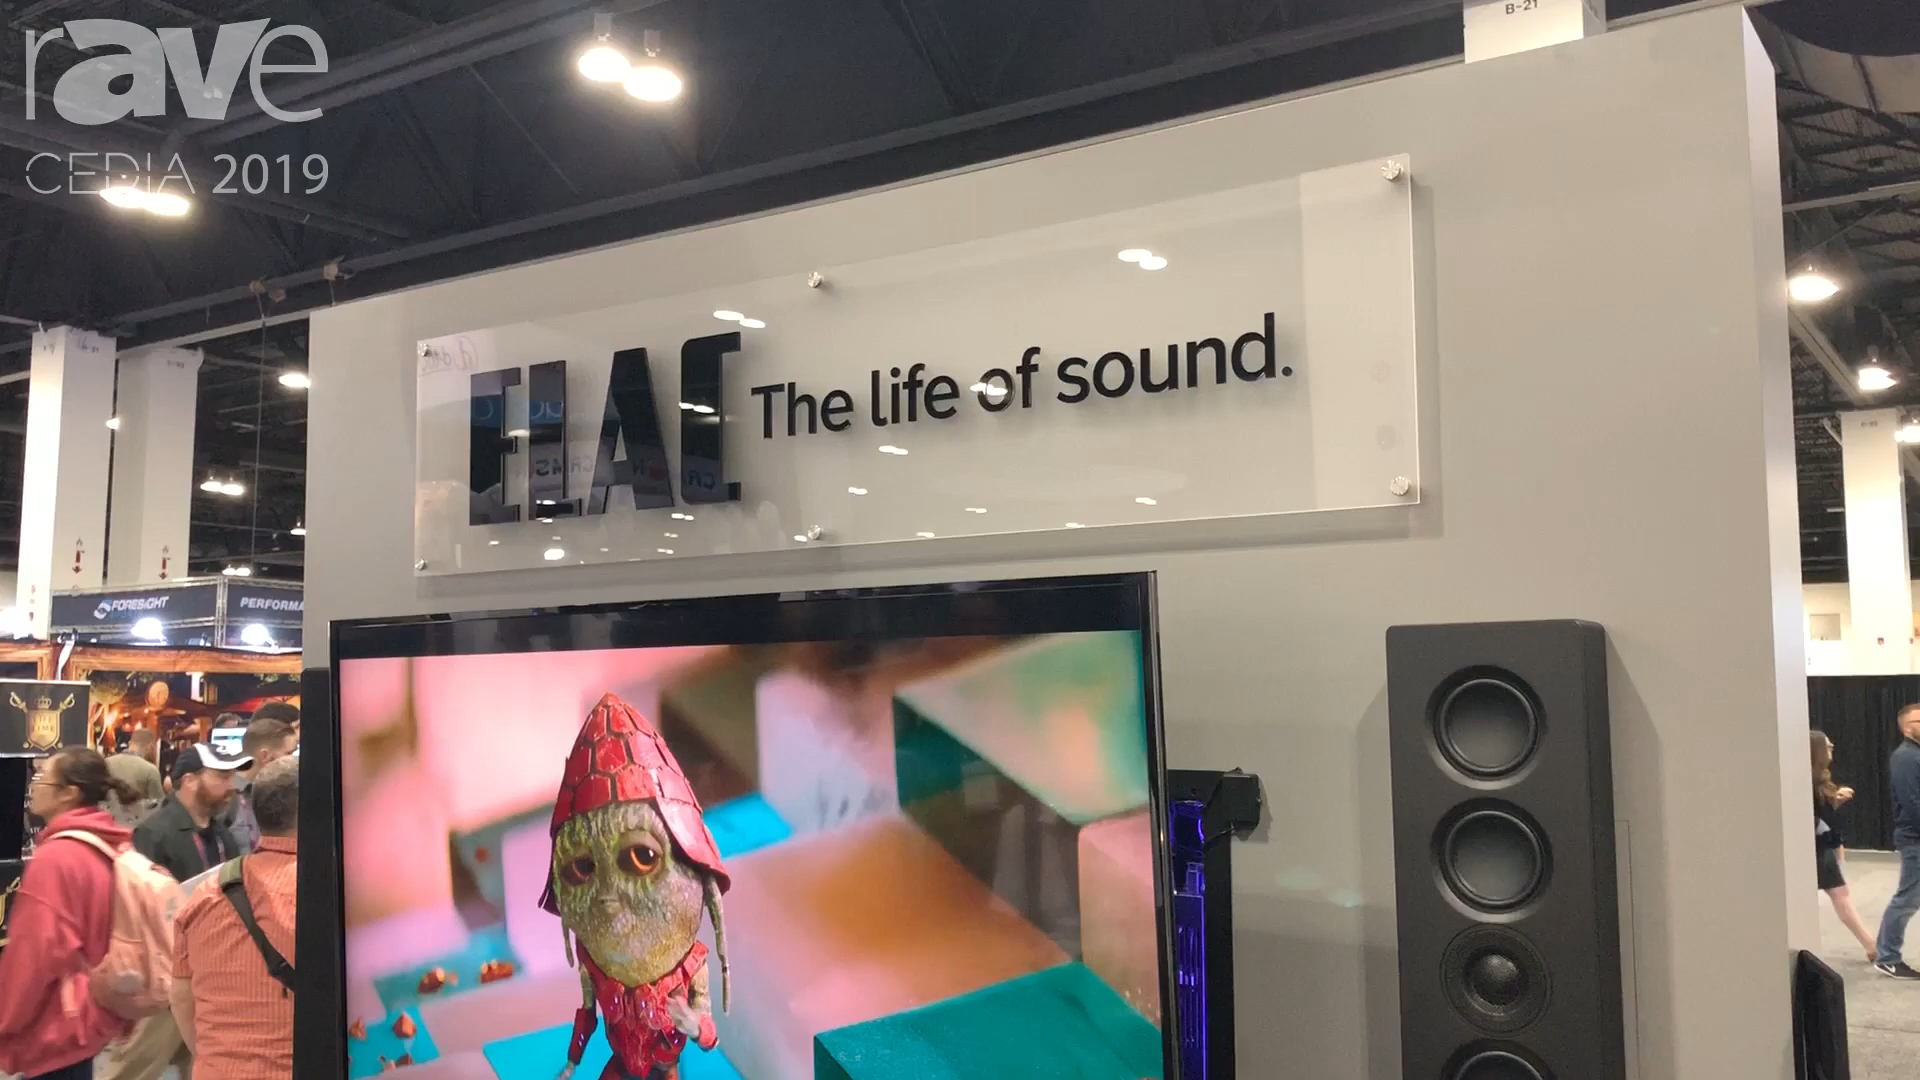 rave
CEDIA 2019
B-21
ELAC The life of sound.
FORESIGHT
PERFORMA